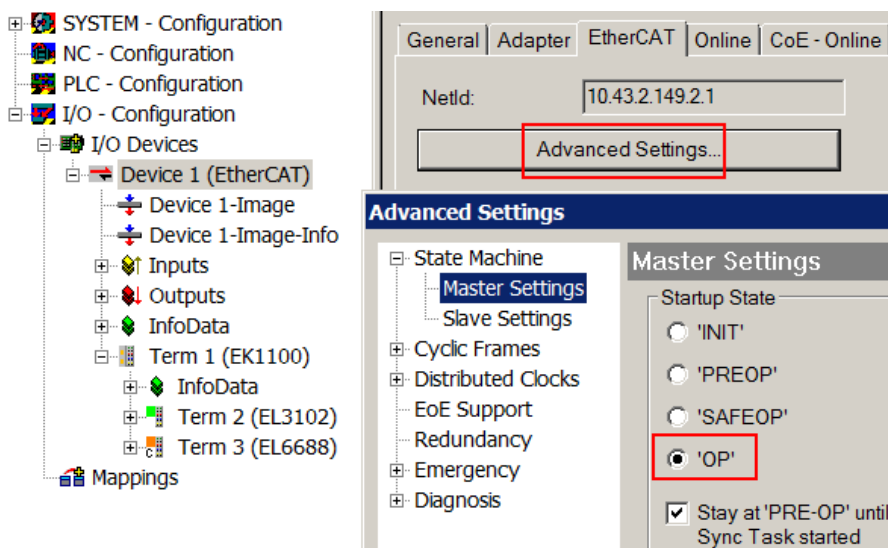 SYSTEM - Configuration
NC - Configuration
PLC - Configuration
I/O - Configuration
I/O Devices
Device 1 (EtherCAT)
Device 1-Image
Device 1-Image-Info
Inputs
Outputs
InfoData
Term 1 (EK1100)
InfoData
Term 2 (EL3102)
Term 3 (EL6688)
Mappings
General Adapter EtherCAT Online CoE - Online
NetId: 10.43.2.149.2.1
Advanced Settings...
Advanced Settings
State Machine
Master Settings
Slave Settings
Cyclic Frames
Distributed Clocks
EoE Support
Redundancy
Emergency
Diagnosis
Master Settings
Startup State
'INIT'
'PREOP'
'SAFEOP'
'OP'
Stay at 'PRE-OP' until
Sync Task started